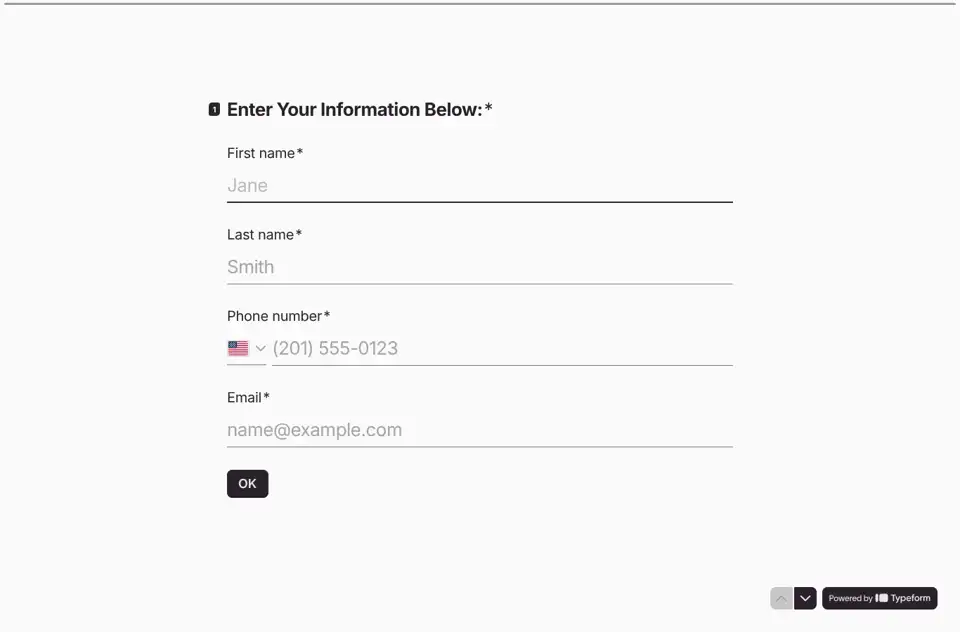 1 Enter Your Information Below:*
First name*
Jane
Last name*
Smith
Phone number*
(201) 555-0123
Email*
name@example.com
OK
Powered by Typeform